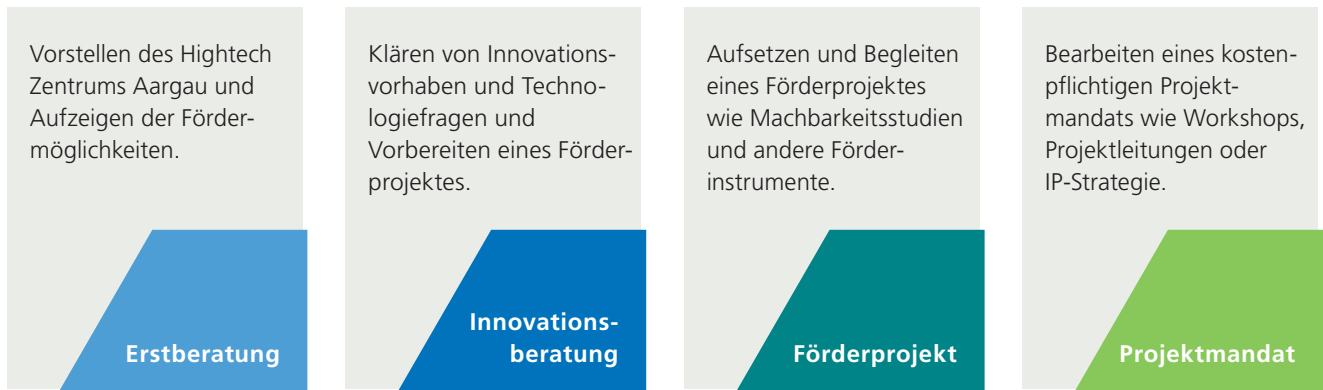 Vorstellen des Hightech
Zentrums Aargau und
Aufzeigen der Förder-
möglichkeiten.
Erstberatung
Klären von Innovations-
vorhaben und Techno-
logiefragen und
Vorbereiten eines Förder-
projektes.
Innovations-
beratung
Aufsetzen und Begleiten
eines Förderprojektes
wie Machbarkeitsstudien
und andere Förder-
instrumente.
Förderprojekt
Bearbeiten eines kosten-
pflichtigen Projekt-
mandats wie Workshops,
Projektleitungen oder
IP-Strategie.
Projektmandat